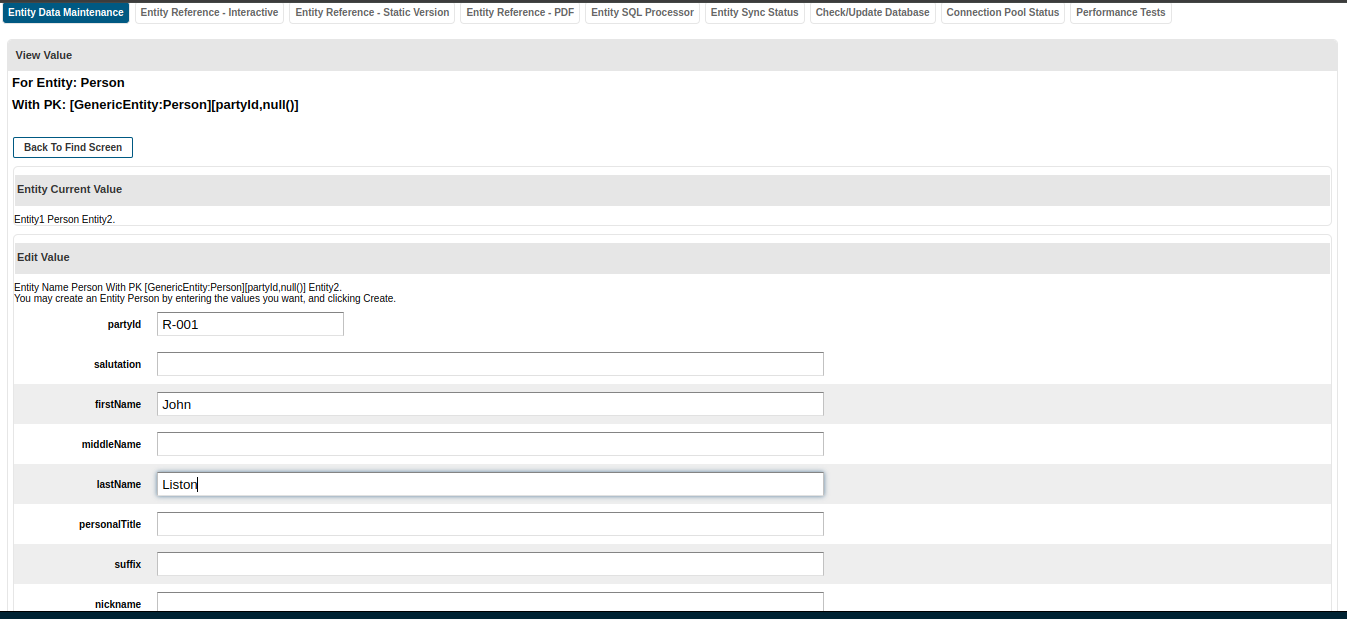 Entity Data Maintenance Entity Reference - Interactive Entity Reference - Static Version Entity Reference - PDF Entity SQL Processor Entity Sync Status Check/Update Database Connection Pool Status Performance Tests
View Value
For Entity: Person
With PK: [GenericEntity:Person][partyId,null()]
Back To Find Screen
Entity Current Value
Entity1 Person Entity2.
Edit Value
Entity Name Person With PK [GenericEntity:Person][partyId,null()] Entity2.
You may create an Entity Person by entering the values you want, and clicking Create.
partyId R-001
salutation
firstName John
middleName
lastName Liston
personalTitle
suffix
nickname